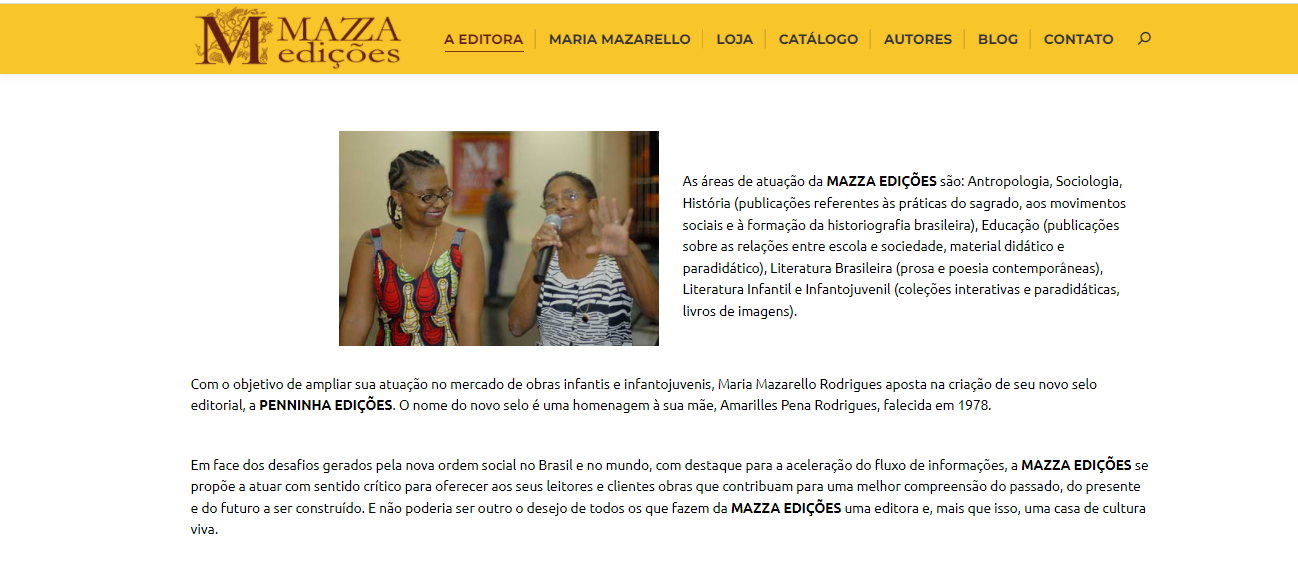 M MAZZA
edições
A EDITORA
MARIA MAZARELLO
LOJA
CATÁLOGO
AUTORES
BLOG
CONTATO
M
As áreas de atuação da MAZZA EDIÇÕES são: Antropologia, Sociologia,
História (publicações referentes às práticas do sagrado, aos movimentos
sociais e à formação da historiografia brasileira), Educação (publicações
sobre as relações entre escola e sociedade, material didático e
paradidático), Literatura Brasileira (prosa e poesia contemporâneas),
Literatura Infantil e Infantojuvenil (coleções interativas e paradidáticas,
livros de imagens).
Com o objetivo de ampliar sua atuação no mercado de obras infantis e infantojuvenis, Maria Mazarello Rodrigues aposta na criação de seu novo selo
editorial, a PENNINHA EDIÇÕES. O nome do novo selo é uma homenagem à sua mãe, Amarilles Pena Rodrigues, falecida em 1978.
Em face dos desafios gerados pela nova ordem social no Brasil e no mundo, com destaque para a aceleração do fluxo de informações, a MAZZA EDIÇÕES se
propõe a atuar com sentido crítico para oferecer aos seus leitores e clientes obras que contribuam para uma melhor compreensão do passado, do presente
e do futuro a ser construído. E não poderia ser outro o desejo de todos os que fazem da MAZZA EDIÇÕES uma editora e, mais que isso, uma casa de cultura
viva.